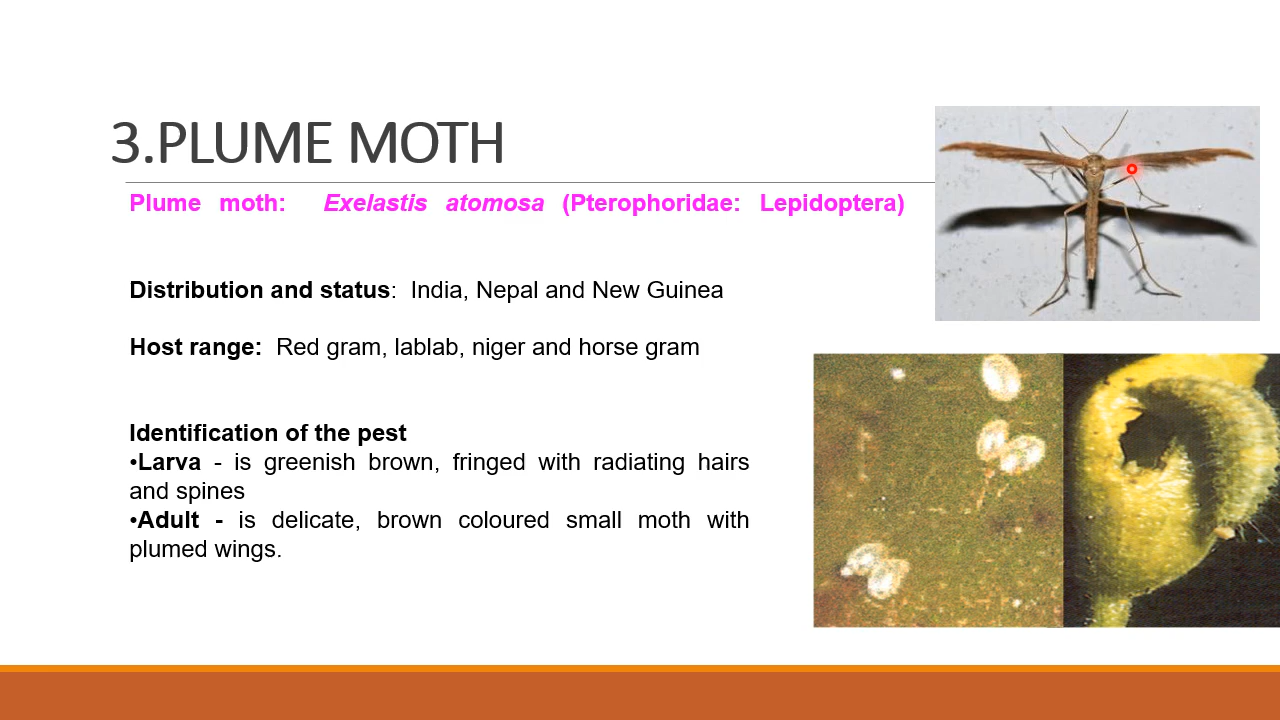 3.PLUME MOTH
Plume moth: Exelastis atomosa (Pterophoridae: Lepidoptera)
Distribution and status: India, Nepal and New Guinea
Host range: Red gram, lablab, niger and horse gram
Identification of the pest
•Larva - is greenish brown, fringed with radiating hairs
and spines
•Adult - is delicate, brown coloured small moth with
plumed wings.